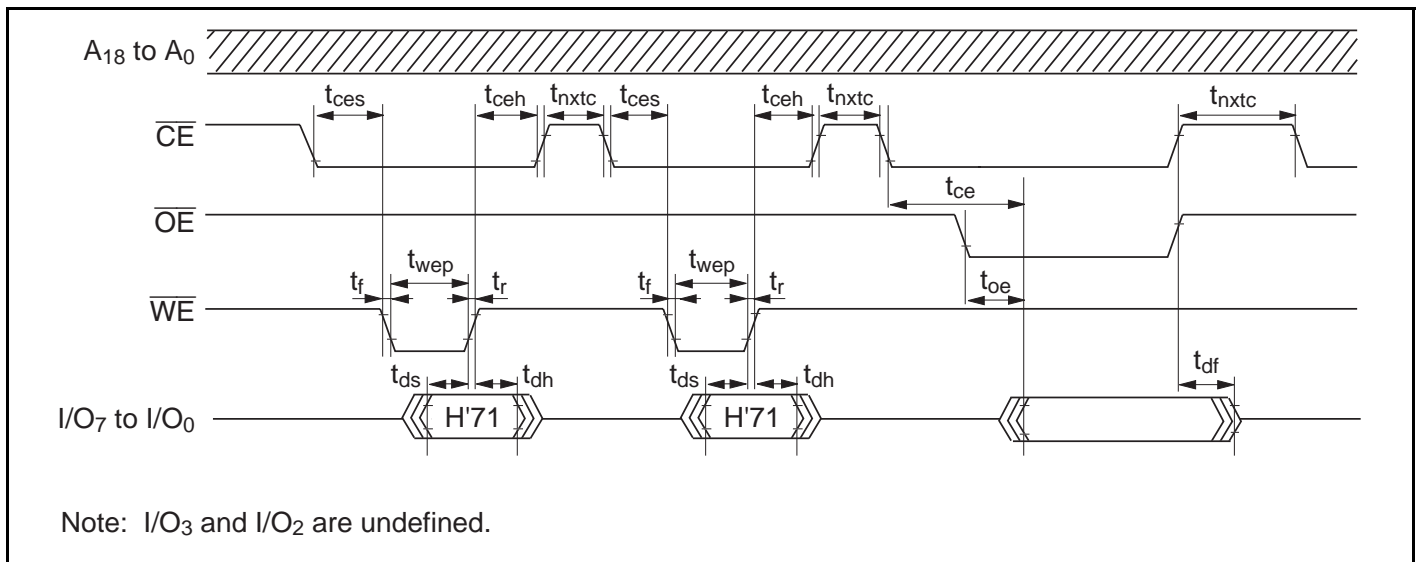 A18 to A0
tces tceh tnxtc tces tceh tnxtc tnxtc
CE
tce
OE
twep twep
tf tr tf tr toe
WE
tds tdh tds tdh tdf
I/O7 to I/O0 H'71 H'71
Note: I/O3 and I/O2 are undefined.